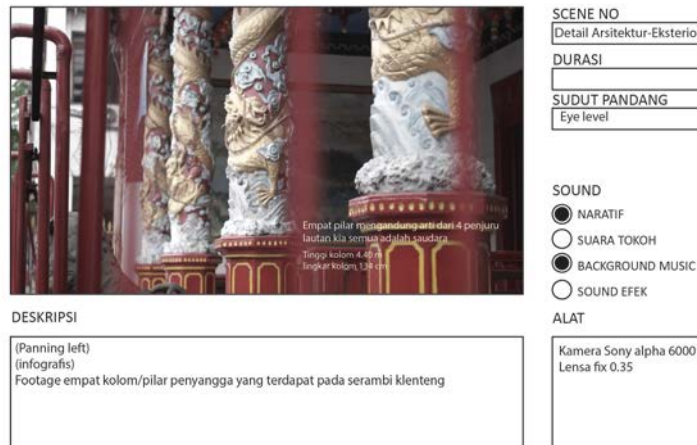 SCENE NO
Detail Arsitektur-Eksterio
DURASI
SUDUT PANDANG
Eye level
Empat pilar mengandung arti dari 4 penjuru
lautan kia semua adalah saudara
Tinggi kolom 4.40 m
lingkar kolom 134 cm
SOUND
NARATIF
SUARA TOKOH
BACKGROUND MUSIC
SOUND EFEK
DESKRIPSI
(Panning left)
(infografis)
Footage empat kolom/pilar penyangga yang terdapat pada serambi klenteng
ALAT
Kamera Sony alpha 6000
Lensa fix 0.35